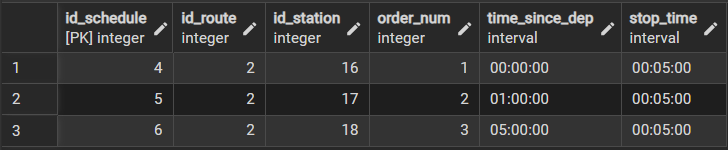 id_schedule id_route id_station order_num time_since_dep stop_time
[PK] integer integer integer integer interval interval
1 4 2 16 1 00:00:00 00:05:00
2 5 2 17 2 01:00:00 00:05:00
3 6 2 18 3 05:00:00 00:05:00